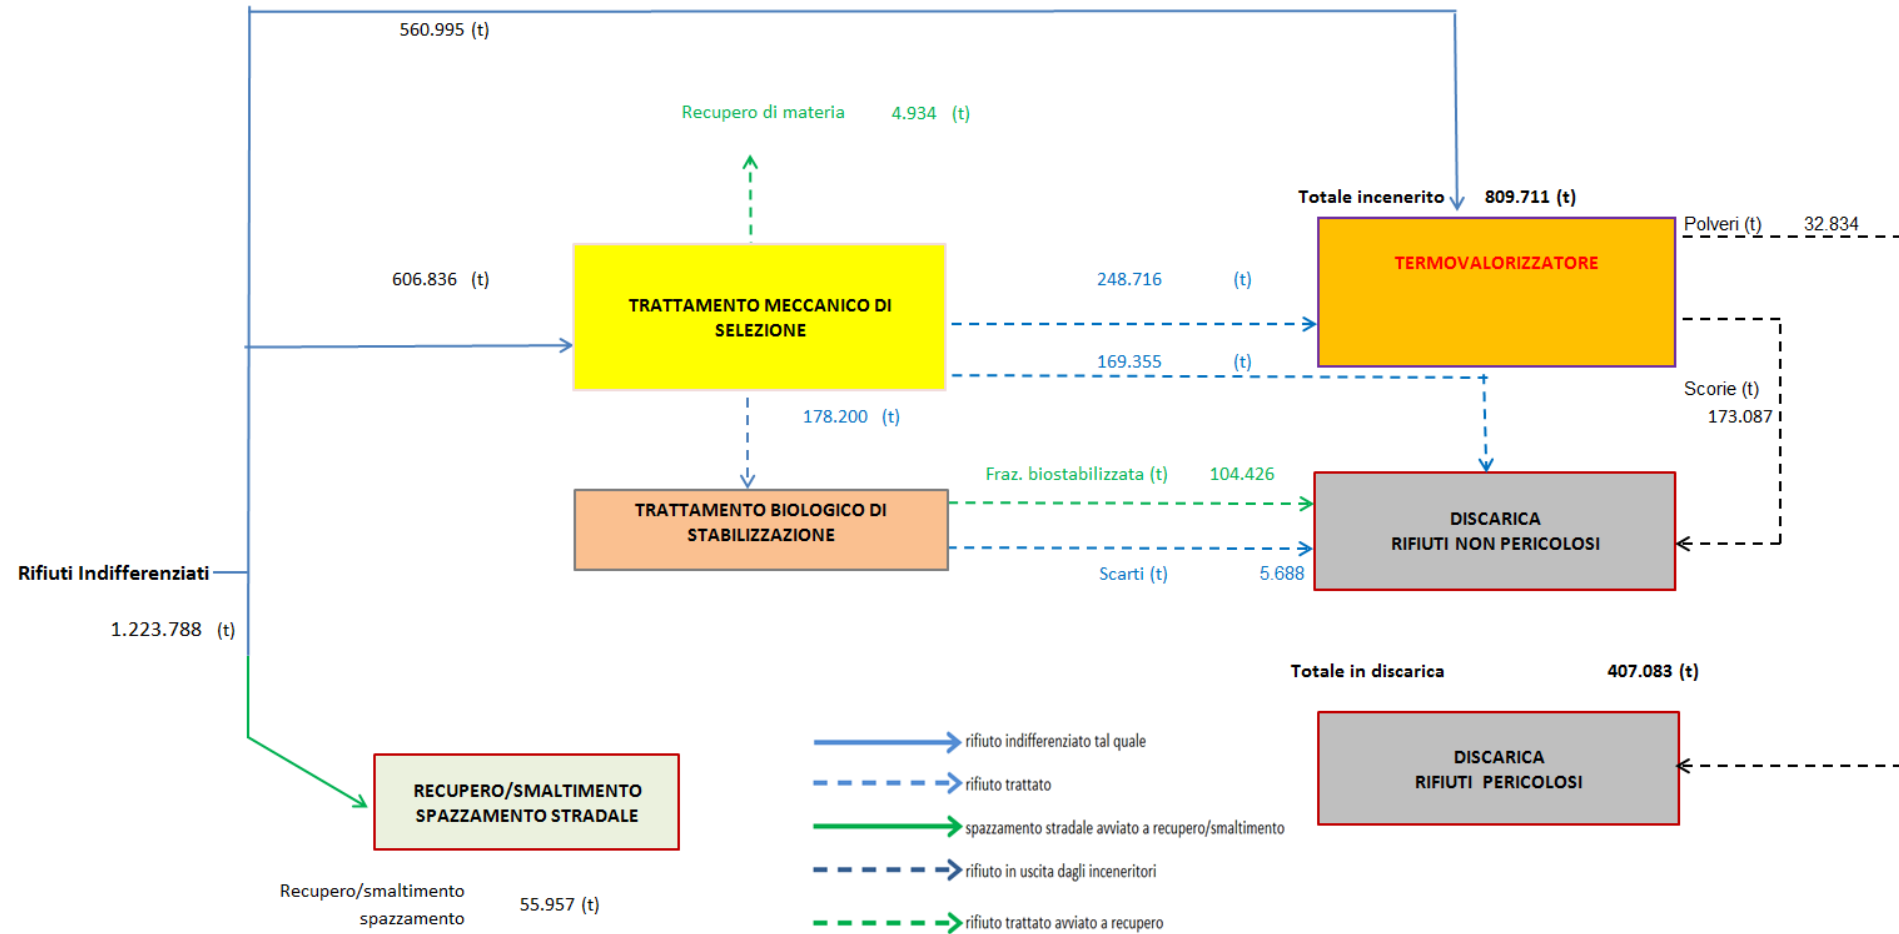 560.995 (t)
Recupero di materia 4.934 (t)
Totale incenerito 809.711 (t)
Polveri (t) 32.834
TERMOVALORIZZATORE
606.836 (t)
248.716 (t)
TRATTAMENTO MECCANICO DI
SELEZIONE
169.355 (t)
Scorie (t)
173.087
178.200 (t)
Fraz. biostabilizzata (t) 104.426
TRATTAMENTO BIOLOGICO DI
STABILIZZAZIONE
DISCARICA
RIFIUTI NON PERICOLOSI
Scarti (t) 5.688
Rifiuti Indifferenziati
1.223.788 (t)
Totale in discarica 407.083 (t)
DISCARICA
RIFIUTI PERICOLOSI
RECUPERO/SMALTIMENTO
SPAZZAMENTO STRADALE
Recupero/smaltimento
spazzamento
55.957 (t)
rifiuto indifferenziato tal quale
rifiuto trattato
spazzamento stradale avviato a recupero/smaltimento
rifiuto in uscita dagli inceneritori
rifiuto trattato avviato a recupero